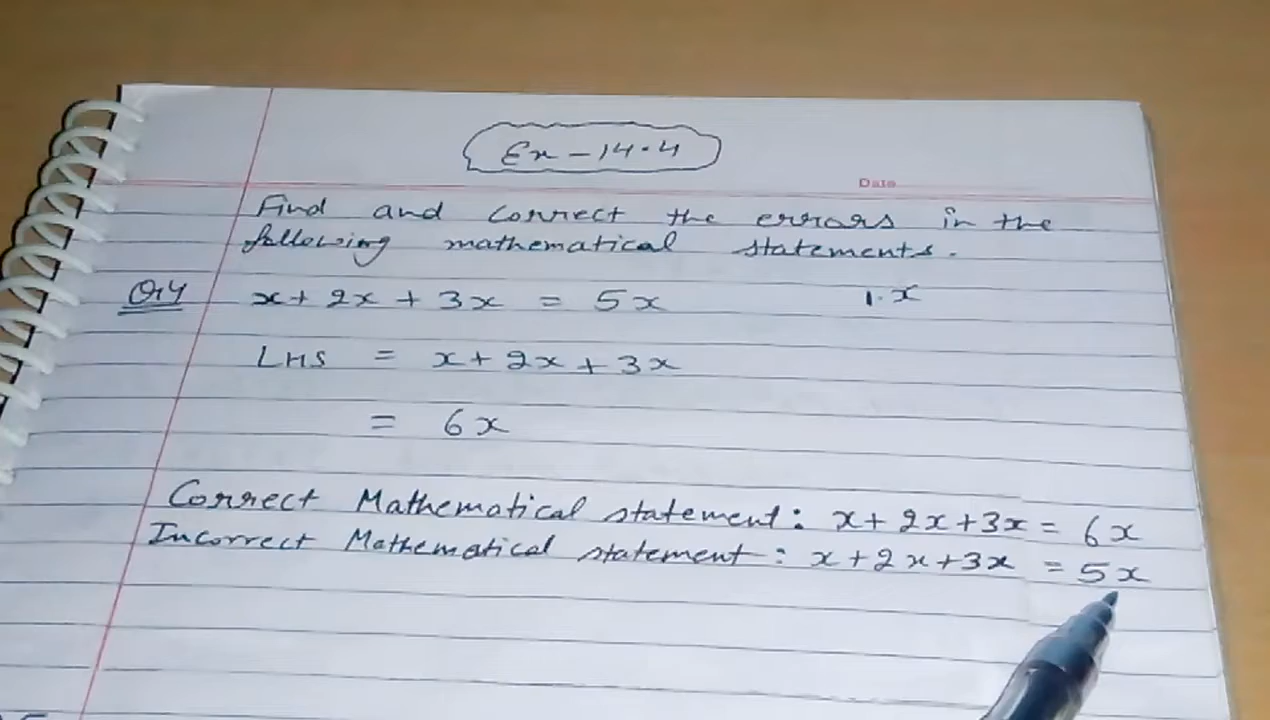 Ex - 14.4
Date
Find and correct the errors in the
following mathematical statements.
Q.4 x + 2x + 3x = 5x 1.x
LHS = x + 2x + 3x
= 6x
Correct Mathematical statement : x + 2x + 3x = 6x
Incorrect Mathematical statement : x + 2x + 3x = 5x